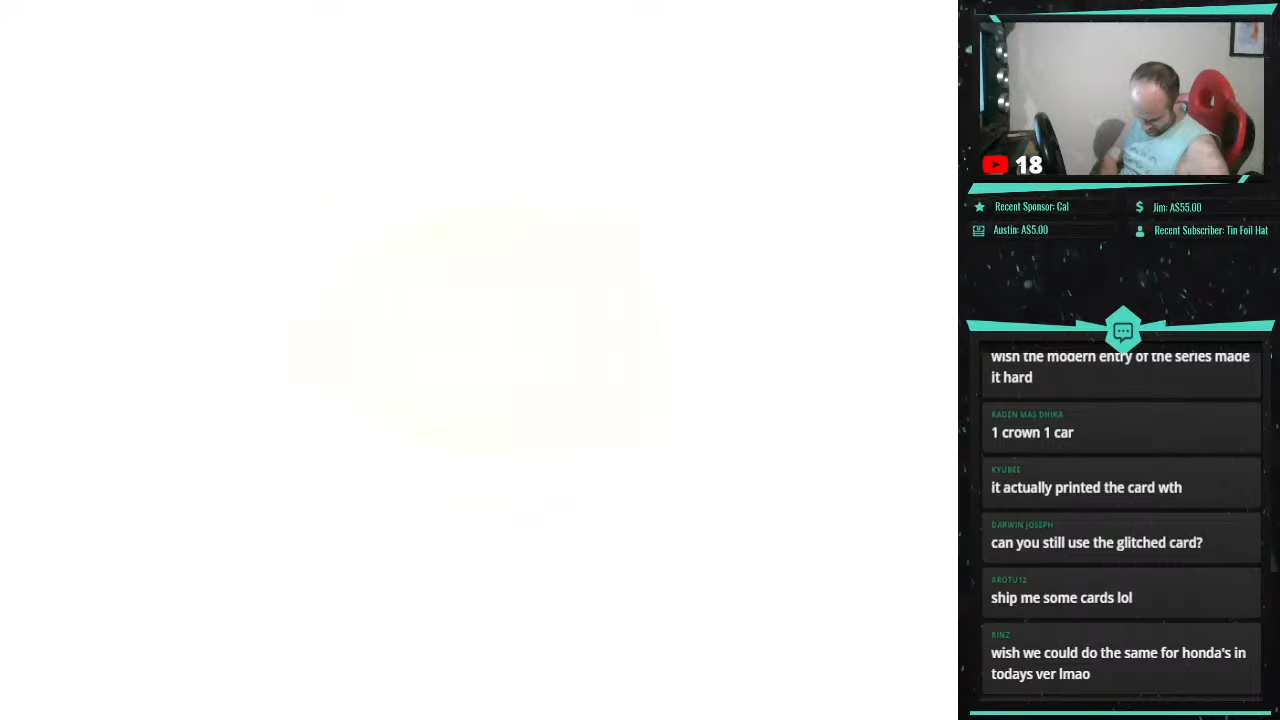 18
Recent Sponsor: Cal
Jim: A$55.00
Austin: A$5.00
Recent Subscriber: Tin Foil Hat
wish the modern entry of the series made
it hard
RADEN MAS DHIRA
1 crown 1 car
KYUBEE
it actually printed the card wth
DARWIN JOSEPH
can you still use the glitched card?
AROTU12
ship me some cards lol
RINZ
wish we could do the same for honda's in
todays ver lmao